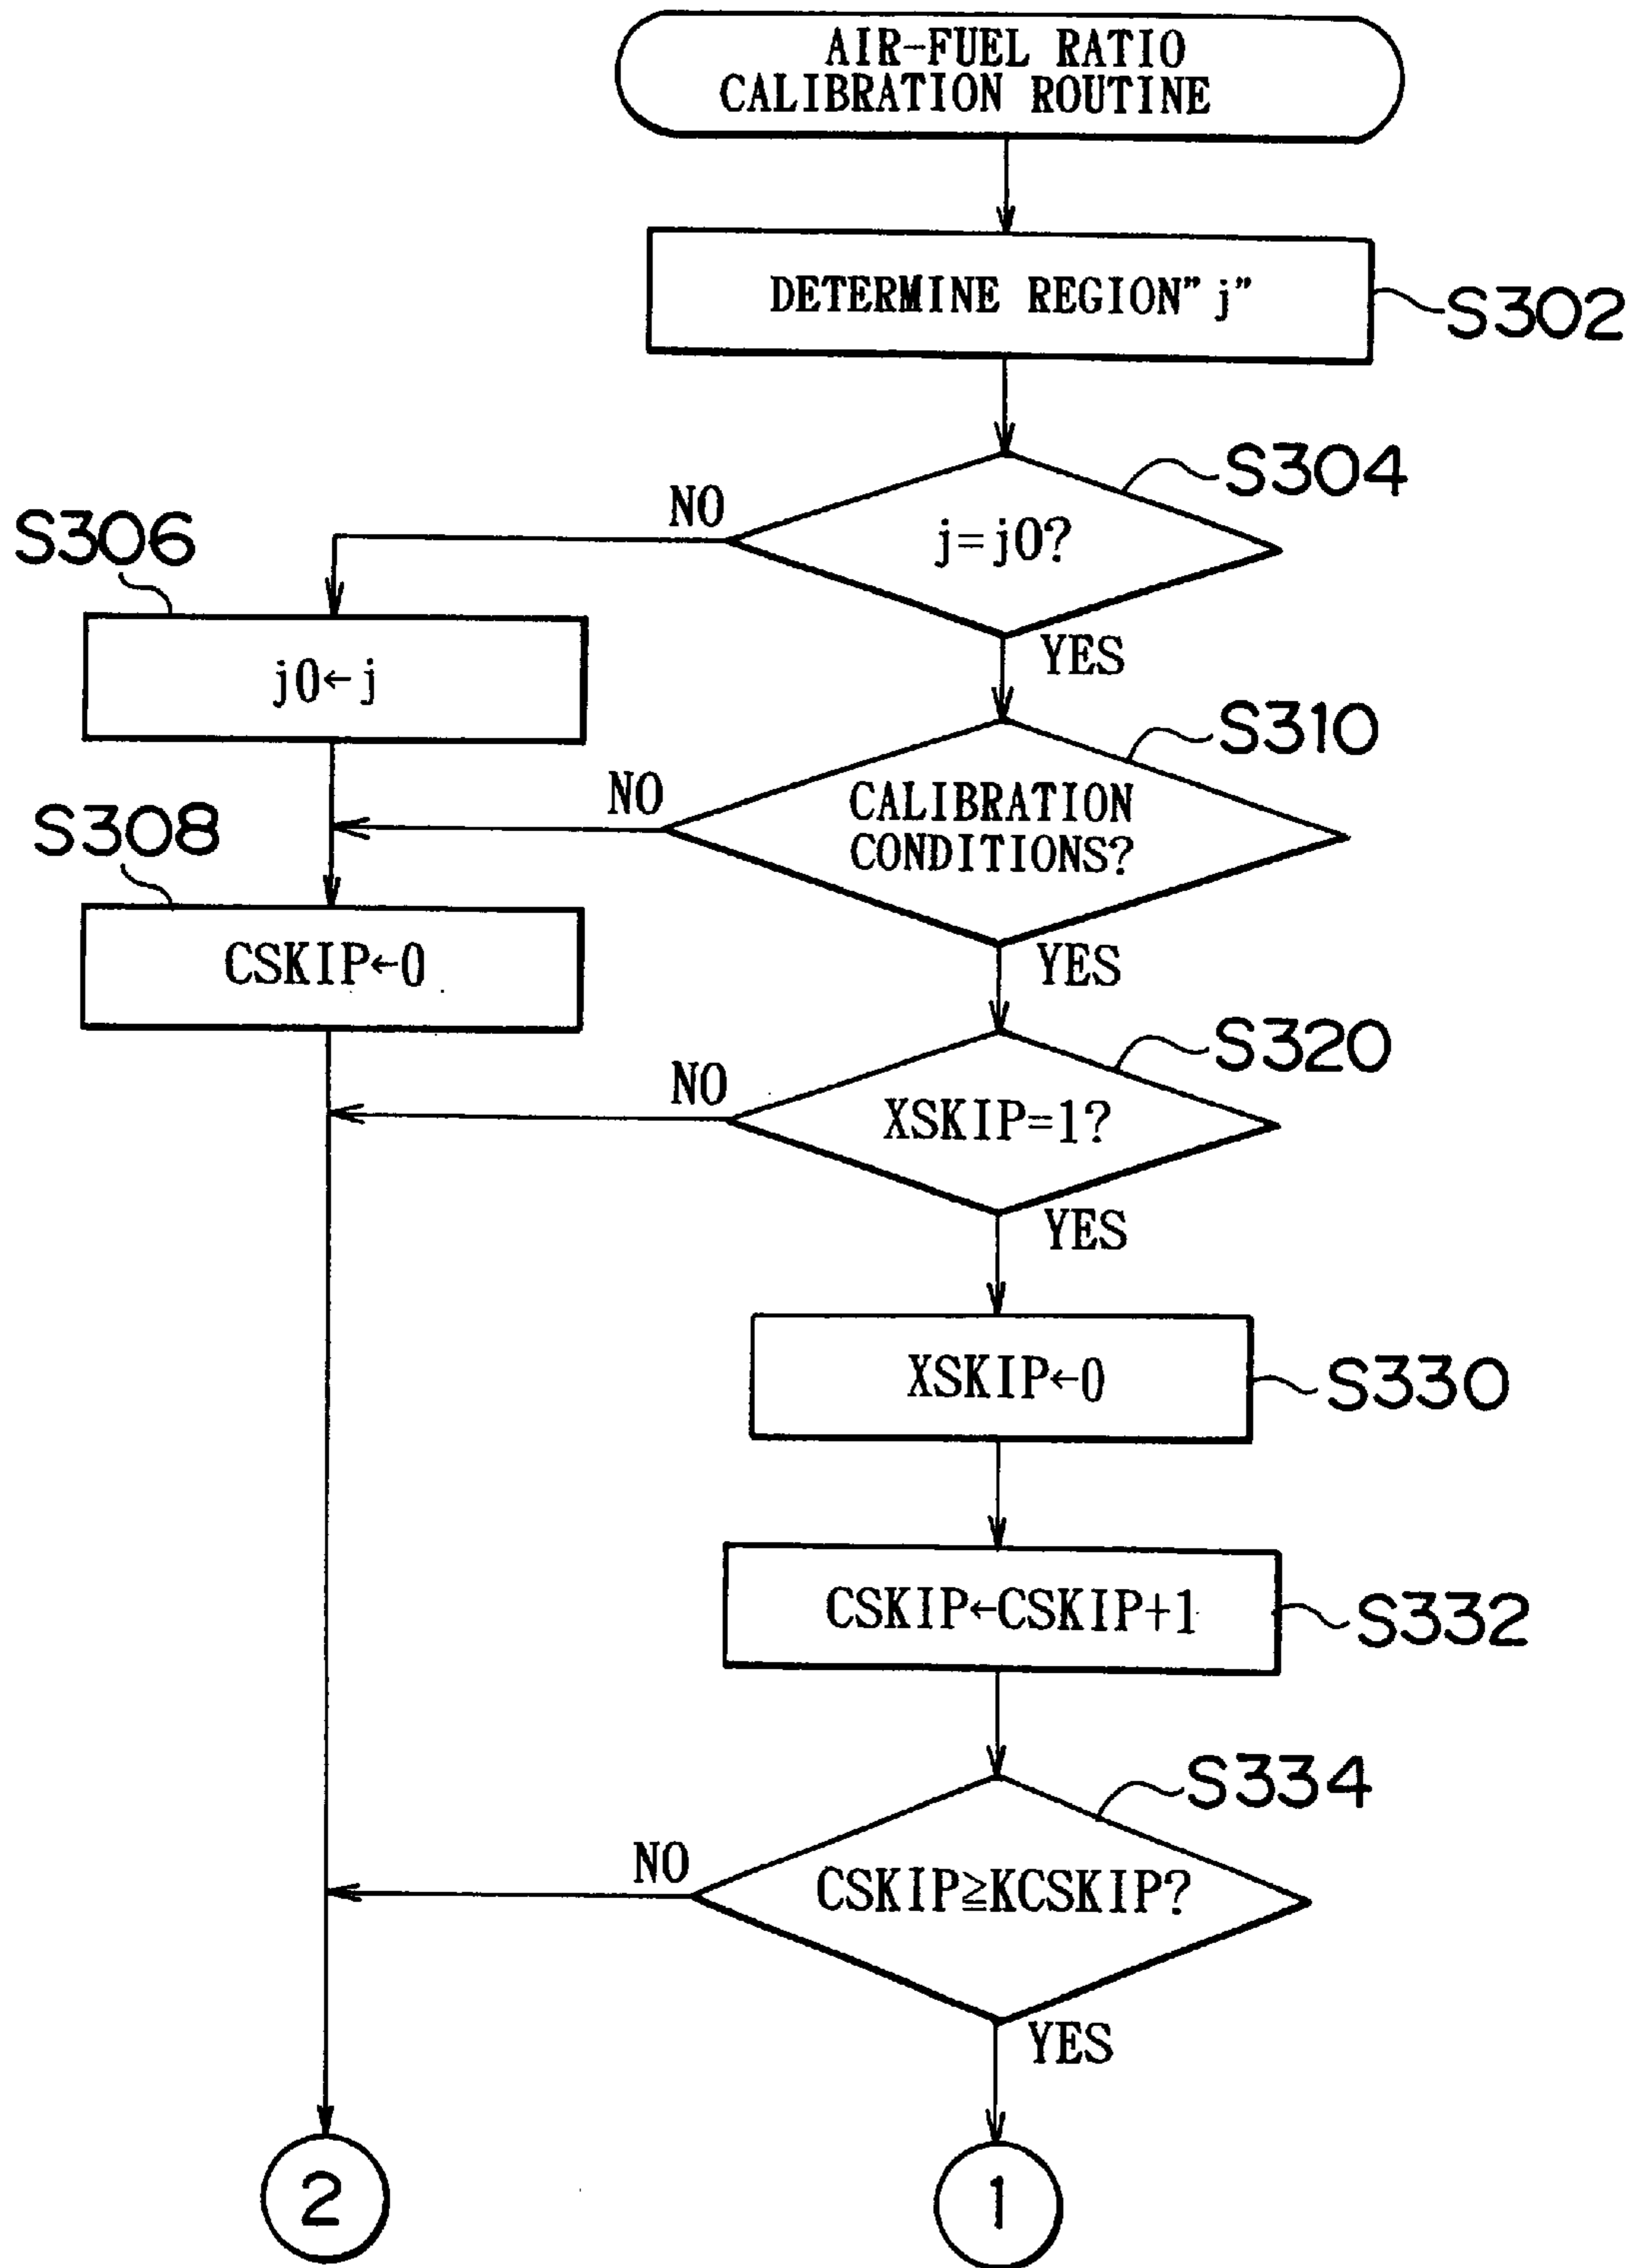 AIR-FUEL RATIO
CALIBRATION ROUTINE
DETERMINE REGION" j"
S302
S304
NO
j=j0?
YES
S306
j0←j
S310
NO
CALIBRATION
CONDITIONS?
YES
S308
CSKIP←0
S320
NO
XSKIP=1?
YES
XSKIP←0
S330
CSKIP←CSKIP+1
S332
S334
NO
CSKIP≧KCSKIP?
YES
2
1